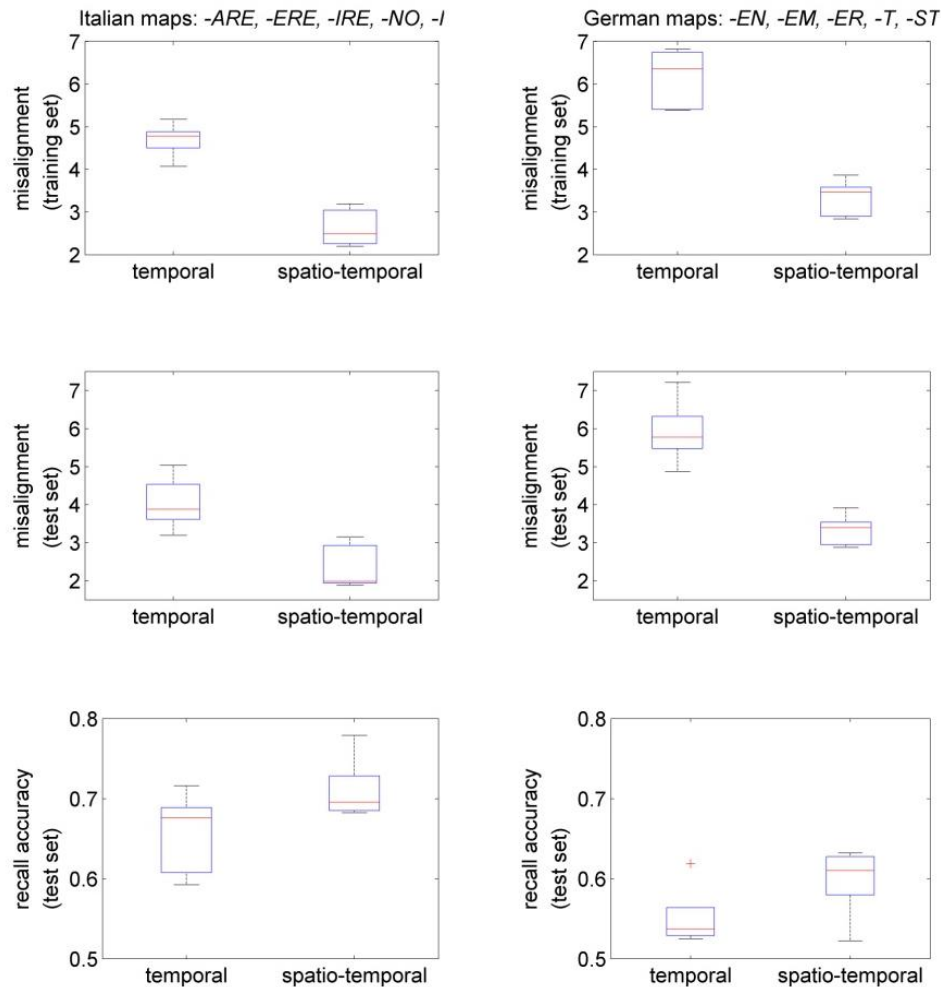 Italian maps: -ARE, -ERE, -IRE, -NO, -I
misalignment
(training set)
7
6
5
4
3
2
temporal spatio-temporal
German maps: -EN, -EM, -ER, -T, -ST
misalignment
(training set)
7
6
5
4
3
2
temporal spatio-temporal
misalignment
(test set)
7
6
5
4
3
2
temporal spatio-temporal
misalignment
(test set)
7
6
5
4
3
2
temporal spatio-temporal
recall accuracy
(test set)
0.8
0.7
0.6
0.5
temporal spatio-temporal
recall accuracy
(test set)
0.8
0.7
0.6
0.5
temporal spatio-temporal